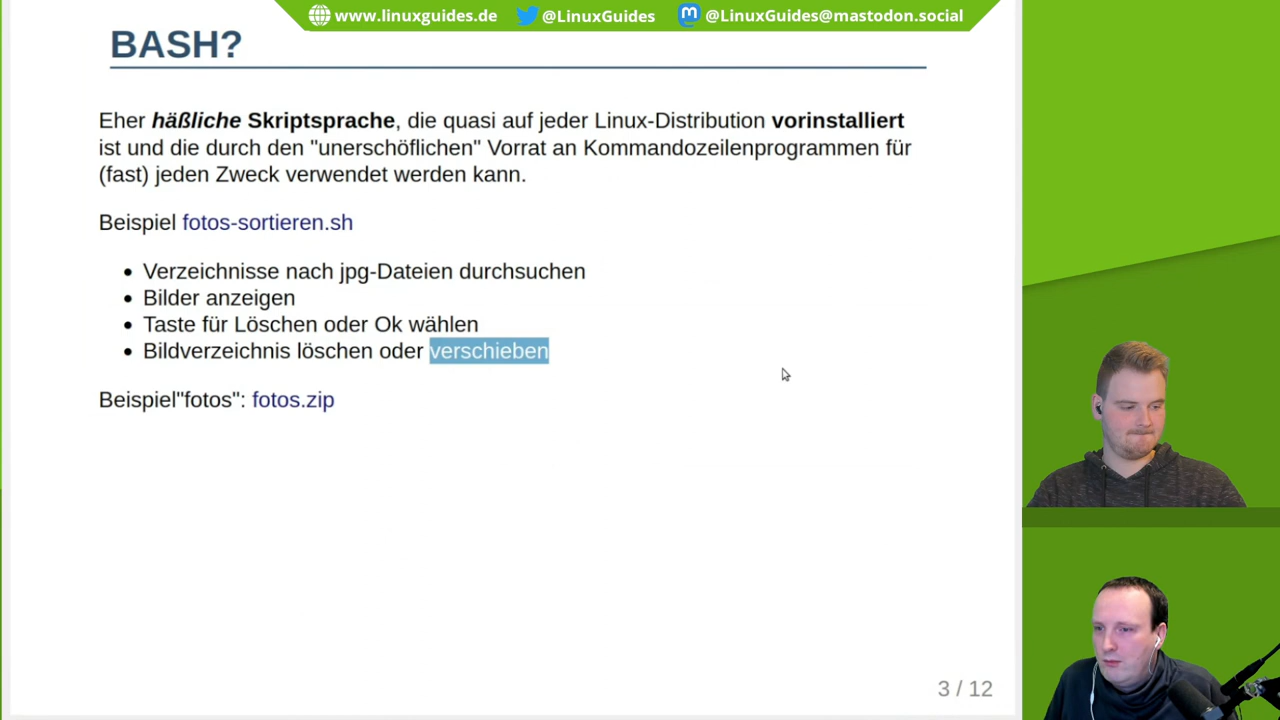 www.linuxguides.de @LinuxGuides @LinuxGuides@mastodon.social
BASH?
Eher häßliche Skriptsprache, die quasi auf jeder Linux-Distribution vorinstalliert
ist und die durch den "unerschöflichen" Vorrat an Kommandozeilenprogrammen für
(fast) jeden Zweck verwendet werden kann.
Beispiel fotos-sortieren.sh
• Verzeichnisse nach jpg-Dateien durchsuchen
• Bilder anzeigen
• Taste für Löschen oder Ok wählen
• Bildverzeichnis löschen oder verschieben
Beispiel"fotos": fotos.zip
3 / 12